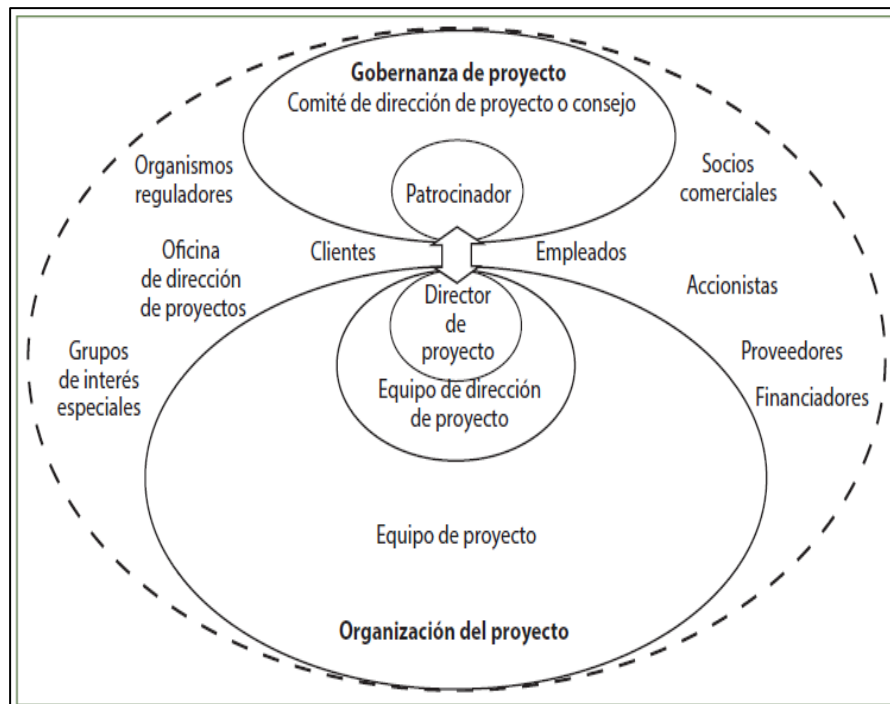 Gobernanza de proyecto
Comité de dirección de proyecto o consejo
Patrocinador
Organismos
reguladores
Socios
comerciales
Oficina
de dirección
de proyectos
Clientes
Empleados
Accionistas
Grupos
de interés
especiales
Director
de
proyecto
Equipo de dirección
de proyecto
Proveedores
Financiadores
Equipo de proyecto
Organización del proyecto